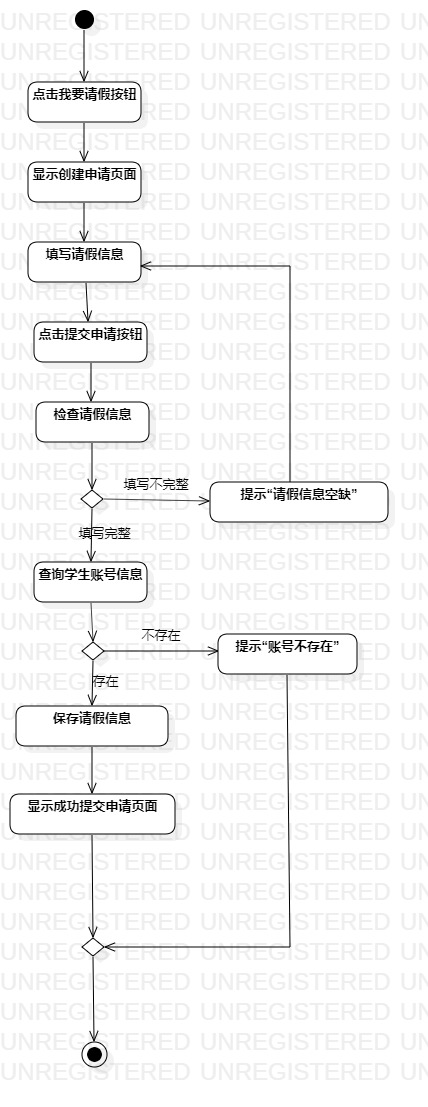 点击我要请假按钮
显示创建申请页面
填写请假信息
点击提交申请按钮
检查请假信息
填写不完整
提示“请假信息空缺”
填写完整
查询学生账号信息
不存在
提示“账号不存在”
存在
保存请假信息
显示成功提交申请页面
UNREGISTERED